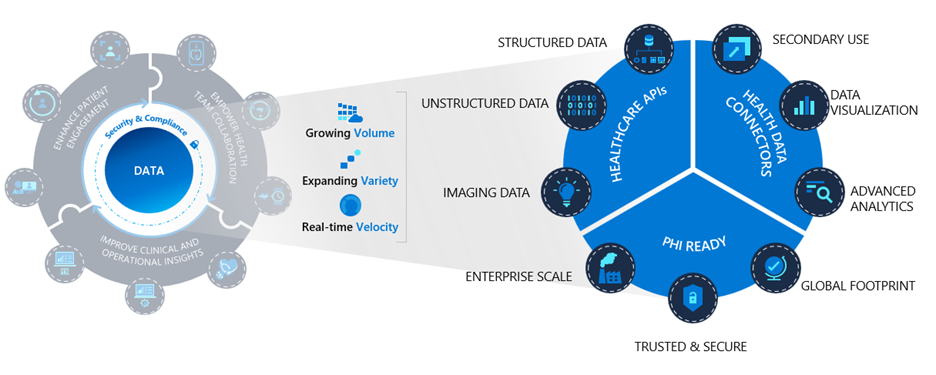 ENHANCE PATIENT
ENGAGEMENT
EMPOWER HEALTH
TEAM COLLABORATION
IMPROVE CLINICAL AND
OPERATIONAL INSIGHTS
Security & Compliance
DATA
Growing Volume
Expanding Variety
Real-time Velocity
STRUCTURED DATA
UNSTRUCTURED DATA
IMAGING DATA
ENTERPRISE SCALE
TRUSTED & SECURE
GLOBAL FOOTPRINT
ADVANCED
ANALYTICS
DATA
VISUALIZATION
SECONDARY USE
HEALTHCARE APIs
HEALTH DATA
CONNECTORS
PHI READY